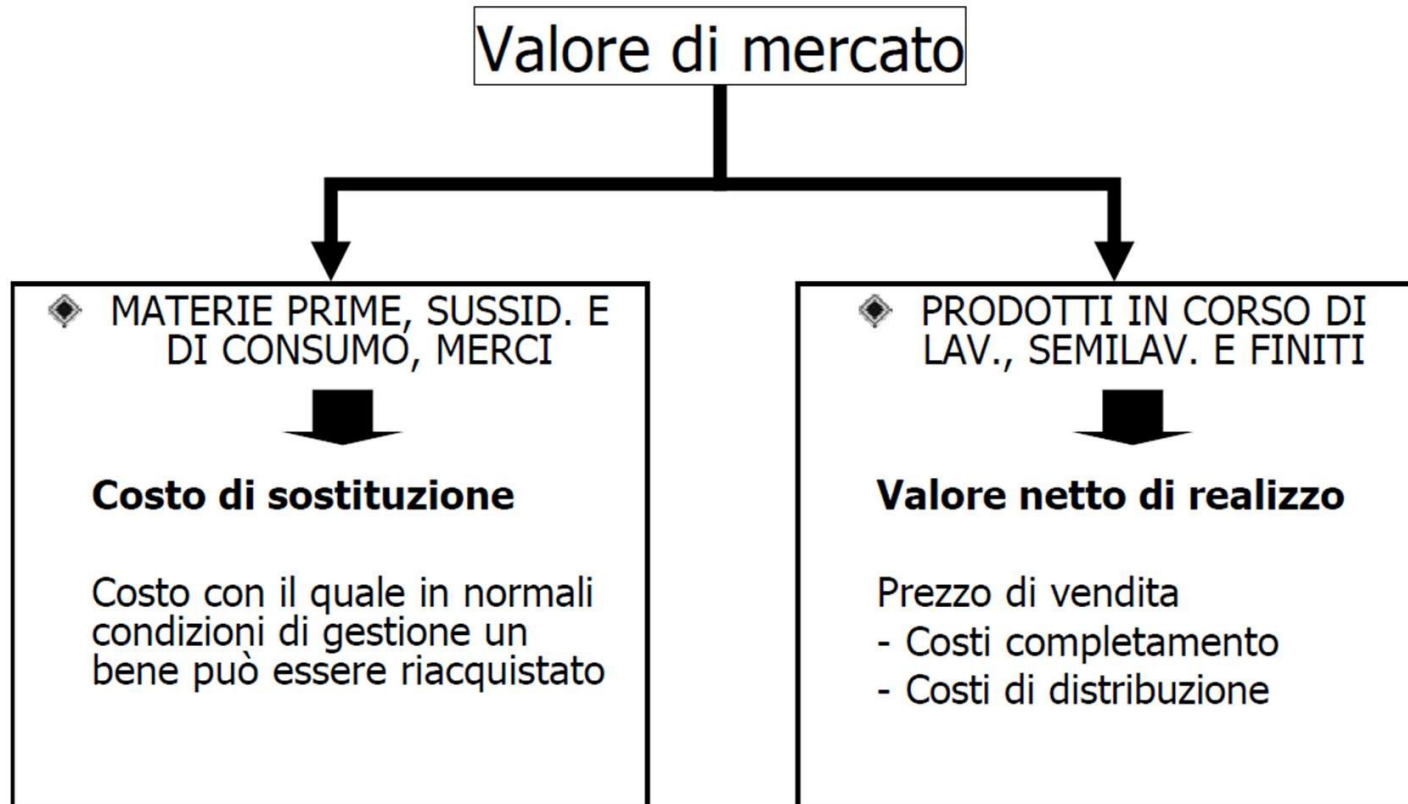 Valore di mercato
MATERIE PRIME, SUSSID. E
DI CONSUMO, MERCI
Costo di sostituzione
Costo con il quale in normali
condizioni di gestione un
bene può essere riacquistato
PRODOTTI IN CORSO DI
LAV., SEMILAV. E FINITI
Valore netto di realizzo
Prezzo di vendita
- Costi completamento
- Costi di distribuzione